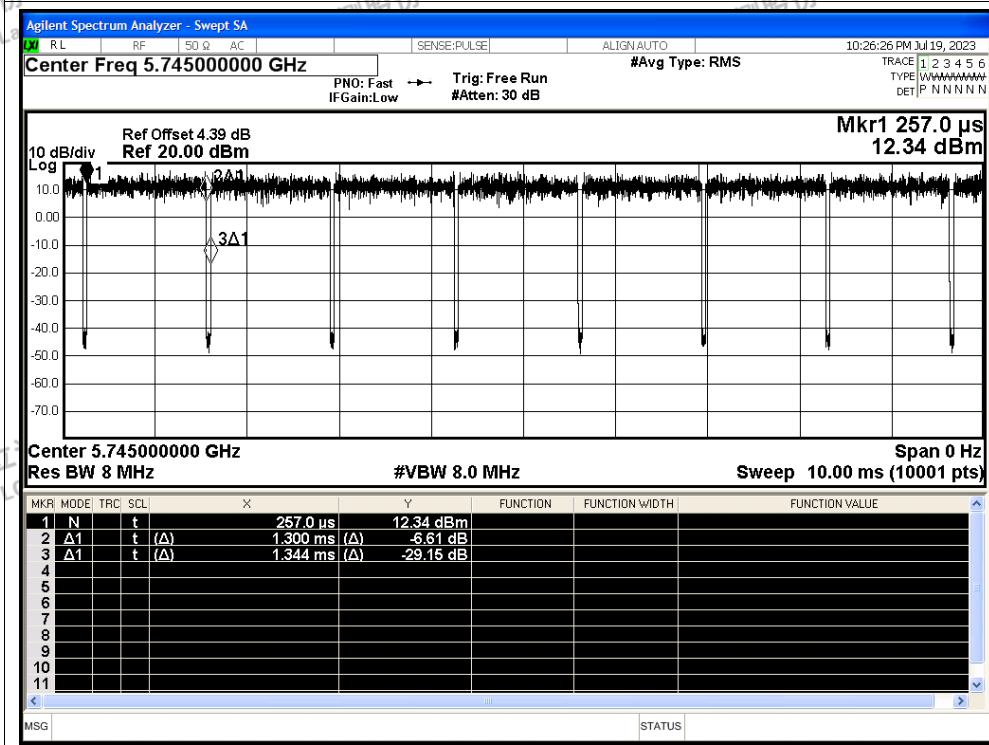 Agilent Spectrum Analyzer - Swept SA
LXI RL RF 50 Ω AC SENSE:PULSE ALIGN AUTO 10:26:26 PM Jul 19, 2023
Center Freq 5.745000000 GHz #Avg Type: RMS TRACE 1 2 3 4 5 6
PNO: Fast Trig: Free Run TYPE
IFGain:Low #Atten: 30 dB DET P N N N N N
Mkr1 257.0 µs
Ref Offset 4.39 dB
10 dB/div Ref 20.00 dBm 12.34 dBm
Log
1
2Δ1
10.0
0.00
3Δ1
-10.0
-20.0
-30.0
-40.0
-50.0
-60.0
-70.0
Center 5.745000000 GHz Span 0 Hz
Res BW 8 MHz #VBW 8.0 MHz Sweep 10.00 ms (10001 pts)
MKR MODE TRC SCL X Y FUNCTION FUNCTION WIDTH FUNCTION VALUE
1 N t 257.0 µs 12.34 dBm
2 Δ1 t (Δ) 1.300 ms (Δ) -6.61 dB
3 Δ1 t (Δ) 1.344 ms (Δ) -29.15 dB
4
5
6
7
8
9
10
11
MSG STATUS